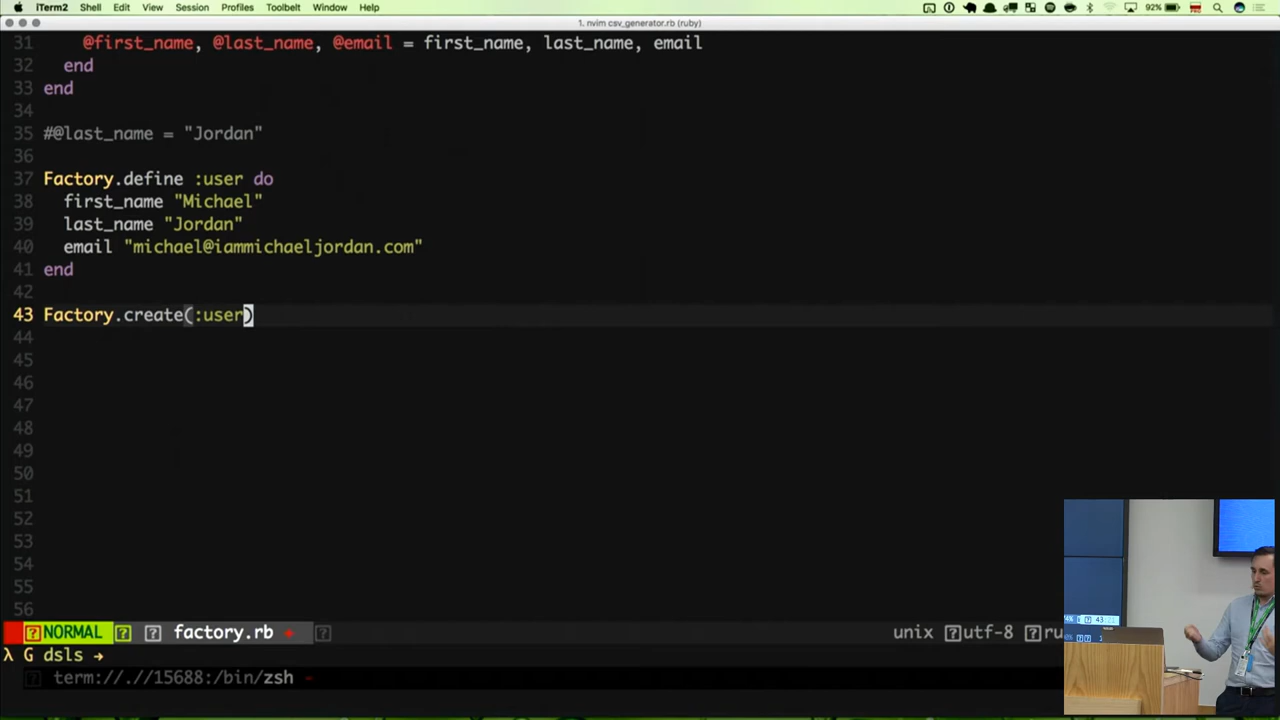 iTerm2 Shell Edit View Session Profiles Toolbelt Window Help 92%
1. nvim csv_generator.rb (ruby)
31 @first_name, @last_name, @email = first_name, last_name, email
32 end
33 end
34
35 #@last_name = "Jordan"
36
37 Factory.define :user do
38 first_name "Michael"
39 last_name "Jordan"
40 email "michael@iammichaeljordan.com"
41 end
42
43 Factory.create(:user)
44
45
46
47
48
49
50
51
52
53
54
55
56
NORMAL factory.rb + unix utf-8 ru
λ G dsls →
term://.//15688:/bin/zsh -